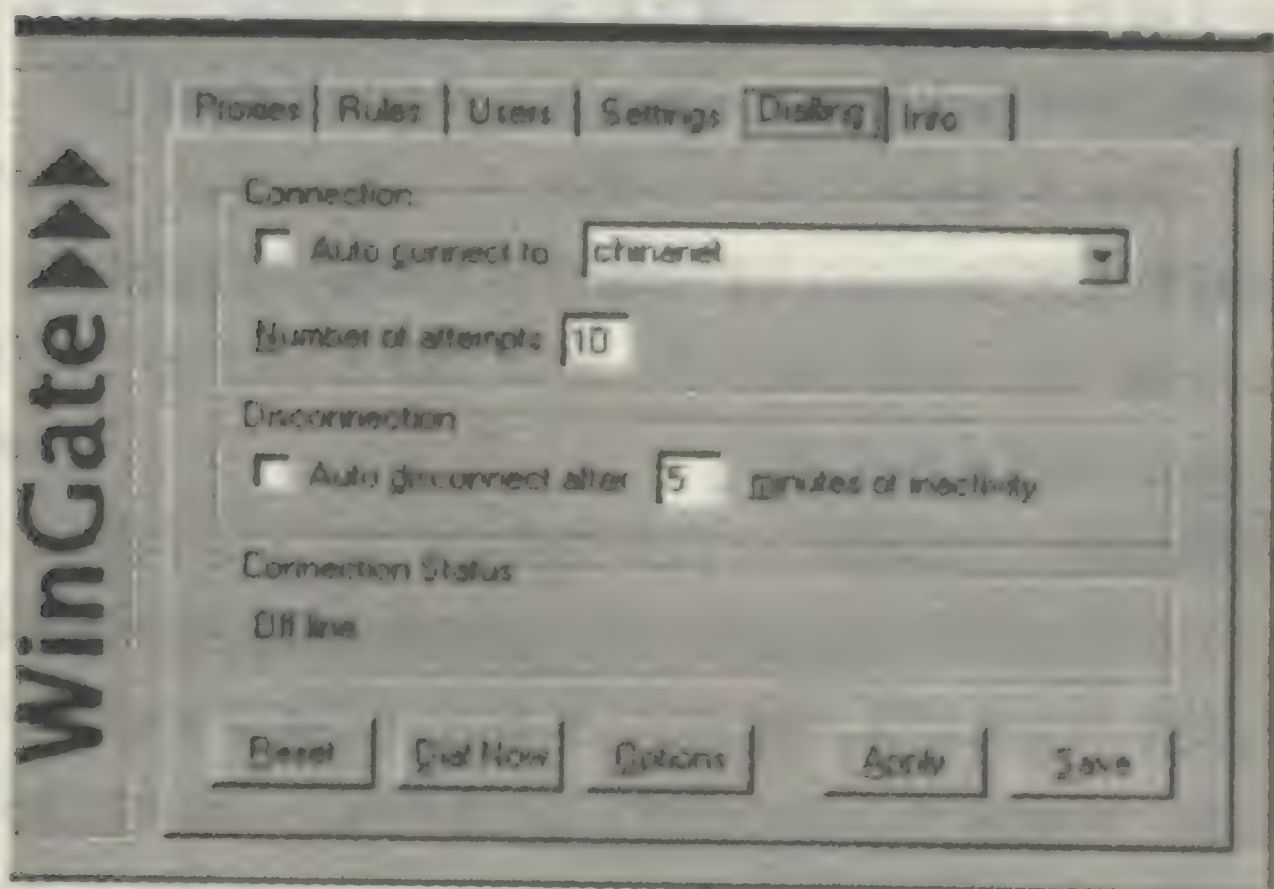 WinGate
Proxies Rules Users Settings Dialling Info
Connection
Auto connect to chinanet
Number of attempts 10
Disconnection
Auto disconnect after 5 minutes of inactivity
Connection Status
Off line
Reset Dial Now Options Apply Save